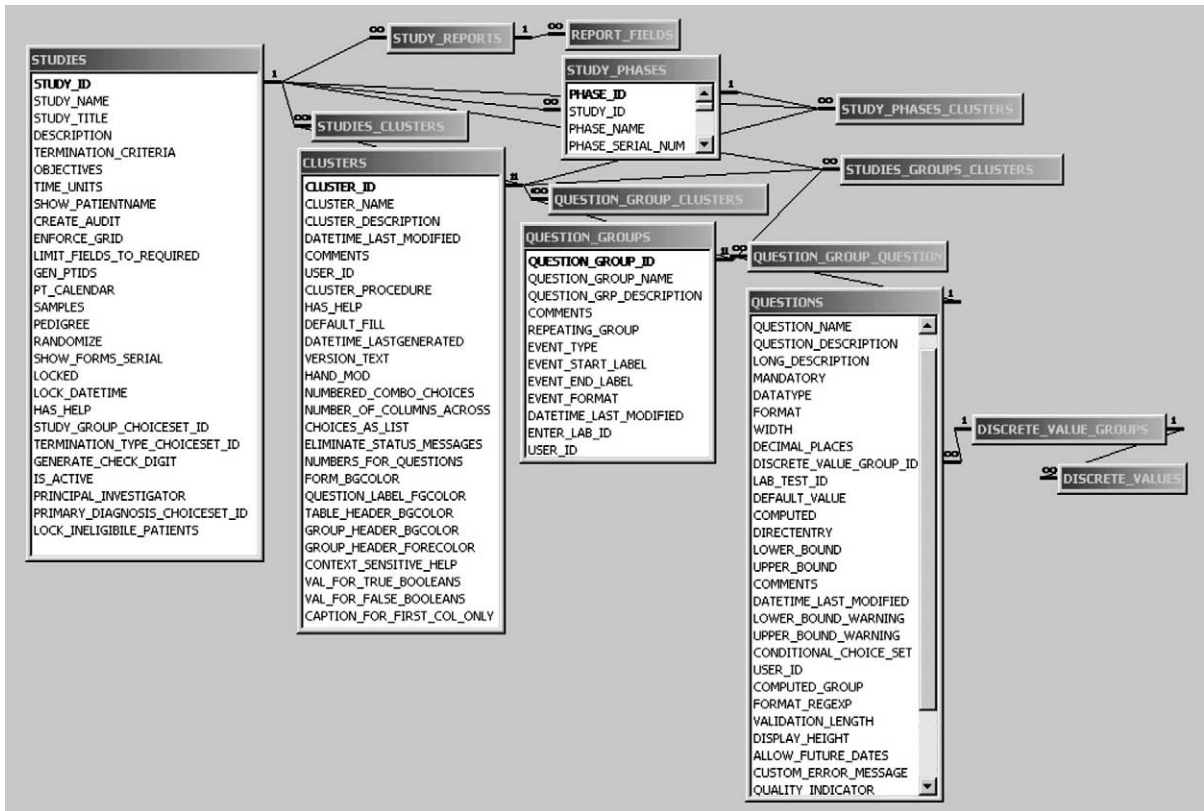 STUDIES
STUDY_ID
STUDY_NAME
STUDY_TITLE
DESCRIPTION
TERMINATION_CRITERIA
OBJECTIVES
TIME_UNITS
SHOW_PATIENTNAME
CREATE_AUDIT
ENFORCE_GRID
LIMIT_FIELDS_TO_REQUIRED
GEN_PTIDS
PT_CALENDAR
SAMPLES
PEDIGREE
RANDOMIZE
SHOW_FORMS_SERIAL
LOCKED
LOCK_DATETIME
HAS_HELP
STUDY_GROUP_CHOICESET_ID
TERMINATION_TYPE_CHOICESET_ID
GENERATE_CHECK_DIGIT
IS_ACTIVE
PRINCIPAL_INVESTIGATOR
PRIMARY_DIAGNOSIS_CHOICESET_ID
LOCK_INELIGIBILE_PATIENTS
1
∞
STUDY_REPORTS
1
∞
REPORT_FIELDS
∞
STUDY_PHASES
PHASE_ID
STUDY_ID
PHASE_NAME
PHASE_SERIAL_NUM
1
∞
STUDY_PHASES_CLUSTERS
∞
STUDIES_CLUSTERS
∞
STUDIES_GROUPS_CLUSTERS
CLUSTERS
CLUSTER_ID
CLUSTER_NAME
CLUSTER_DESCRIPTION
DATETIME_LAST_MODIFIED
COMMENTS
USER_ID
CLUSTER_PROCEDURE
HAS_HELP
DEFAULT_FILL
DATETIME_LASTGENERATED
VERSION_TEXT
HAND_MOD
NUMBERED_COMBO_CHOICES
NUMBER_OF_COLUMNS_ACROSS
CHOICES_AS_LIST
ELIMINATE_STATUS_MESSAGES
NUMBERS_FOR_QUESTIONS
FORM_BGCOLOR
QUESTION_LABEL_FGCOLOR
TABLE_HEADER_BGCOLOR
GROUP_HEADER_BGCOLOR
GROUP_HEADER_FORECOLOR
CONTEXT_SENSITIVE_HELP
VAL_FOR_TRUE_BOOLEANS
VAL_FOR_FALSE_BOOLEANS
CAPTION_FOR_FIRST_COL_ONLY
11
∞
QUESTION_GROUP_CLUSTERS
QUESTION_GROUPS
QUESTION_GROUP_ID
QUESTION_GROUP_NAME
QUESTION_GRP_DESCRIPTION
COMMENTS
REPEATING_GROUP
EVENT_TYPE
EVENT_START_LABEL
EVENT_END_LABEL
EVENT_FORMAT
DATETIME_LAST_MODIFIED
ENTER_LAB_ID
USER_ID
11
∞
QUESTION_GROUP_QUESTION
1
QUESTIONS
QUESTION_NAME
QUESTION_DESCRIPTION
LONG_DESCRIPTION
MANDATORY
DATATYPE
FORMAT
WIDTH
DECIMAL_PLACES
DISCRETE_VALUE_GROUP_ID
LAB_TEST_ID
DEFAULT_VALUE
COMPUTED
DIRECTENTRY
LOWER_BOUND
UPPER_BOUND
COMMENTS
DATETIME_LAST_MODIFIED
LOWER_BOUND_WARNING
UPPER_BOUND_WARNING
CONDITIONAL_CHOICE_SET
USER_ID
COMPUTED_GROUP
FORMAT_REGEXP
VALIDATION_LENGTH
DISPLAY_HEIGHT
ALLOW_FUTURE_DATES
CUSTOM_ERROR_MESSAGE
QUALITY_INDICATOR
∞
1
DISCRETE_VALUE_GROUPS
1
∞
DISCRETE_VALUES